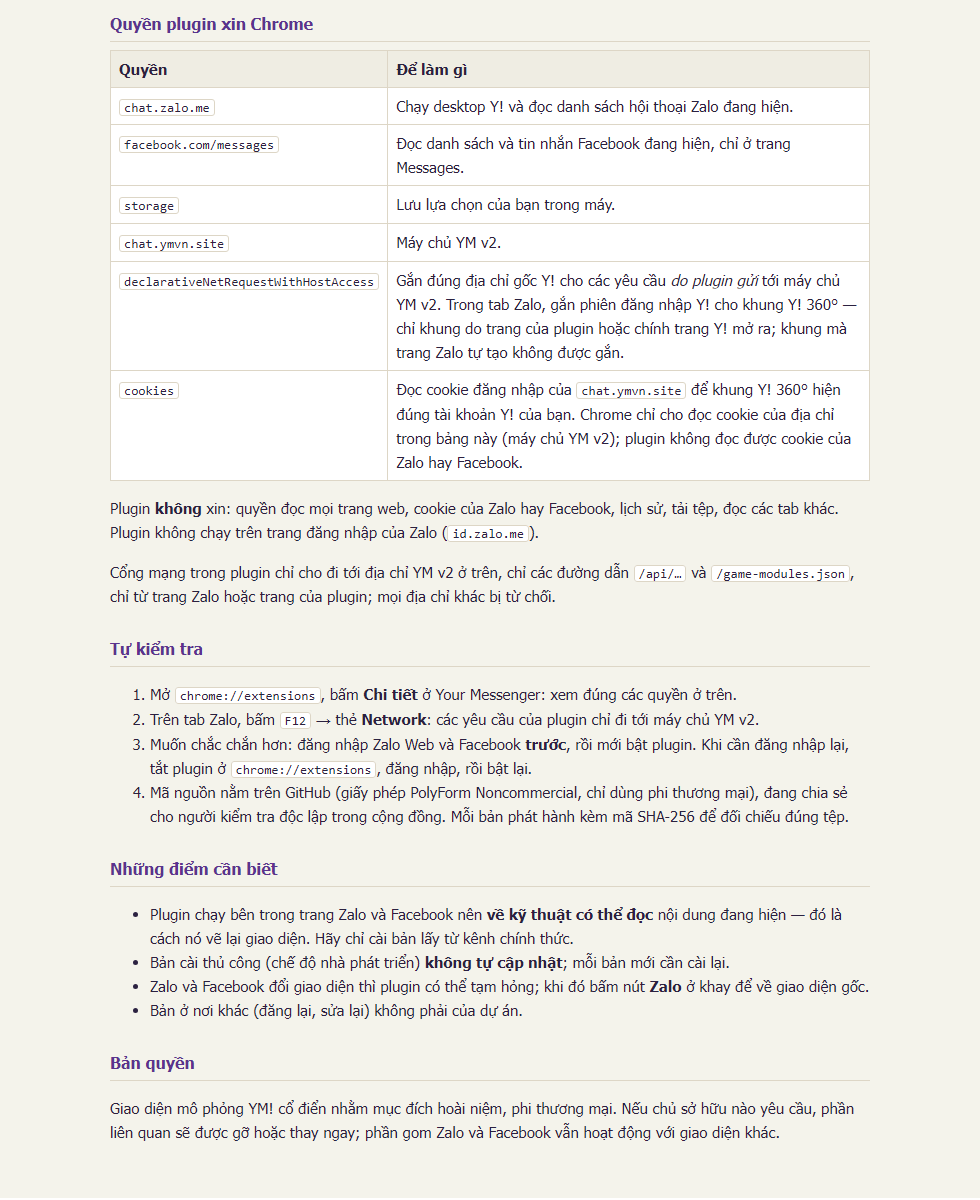 Quyền plugin xin Chrome
Quyền Để làm gì
chat.zalo.me Chạy desktop Y! và đọc danh sách hội thoại Zalo đang hiện.
facebook.com/messages Đọc danh sách và tin nhắn Facebook đang hiện, chỉ ở trang
Messages.
storage Lưu lựa chọn của bạn trong máy.
chat.ymvn.site Máy chủ YM v2.
declarativeNetRequestWithHostAccess Gắn đúng địa chỉ gốc Y! cho các yêu cầu do plugin gửi tới máy chủ
YM v2. Trong tab Zalo, gắn phiên đăng nhập Y! cho khung Y! 360° —
chỉ khung do trang của plugin hoặc chính trang Y! mở ra; khung mà
trang Zalo tự tạo không được gắn.
cookies Đọc cookie đăng nhập của chat.ymvn.site để khung Y! 360° hiện
đúng tài khoản Y! của bạn. Chrome chỉ cho đọc cookie của địa chỉ
trong bảng này (máy chủ YM v2); plugin không đọc được cookie của
Zalo hay Facebook.
Plugin không xin: quyền đọc mọi trang web, cookie của Zalo hay Facebook, lịch sử, tải tệp, đọc các tab khác.
Plugin không chạy trên trang đăng nhập của Zalo (id.zalo.me).
Cổng mạng trong plugin chỉ cho đi tới địa chỉ YM v2 ở trên, chỉ các đường dẫn /api/… và /game-modules.json,
chỉ từ trang Zalo hoặc trang của plugin; mọi địa chỉ khác bị từ chối.
Tự kiểm tra
1. Mở chrome://extensions, bấm Chi tiết ở Your Messenger: xem đúng các quyền ở trên.
2. Trên tab Zalo, bấm F12 → thẻ Network: các yêu cầu của plugin chỉ đi tới máy chủ YM v2.
3. Muốn chắc chắn hơn: đăng nhập Zalo Web và Facebook trước, rồi mới bật plugin. Khi cần đăng nhập lại,
tắt plugin ở chrome://extensions, đăng nhập, rồi bật lại.
4. Mã nguồn nằm trên GitHub (giấy phép PolyForm Noncommercial, chỉ dùng phi thương mại), đang chia sẻ
cho người kiểm tra độc lập trong cộng đồng. Mỗi bản phát hành kèm mã SHA-256 để đối chiếu đúng tệp.
Những điểm cần biết
• Plugin chạy bên trong trang Zalo và Facebook nên về kỹ thuật có thể đọc nội dung đang hiện — đó là
cách nó vẽ lại giao diện. Hãy chỉ cài bản lấy từ kênh chính thức.
• Bản cài thủ công (chế độ nhà phát triển) không tự cập nhật; mỗi bản mới cần cài lại.
• Zalo và Facebook đổi giao diện thì plugin có thể tạm hỏng; khi đó bấm nút Zalo ở khay để về giao diện gốc.
• Bản ở nơi khác (đăng lại, sửa lại) không phải của dự án.
Bản quyền
Giao diện mô phỏng YM! cổ điển nhằm mục đích hoài niệm, phi thương mại. Nếu chủ sở hữu nào yêu cầu, phần
liên quan sẽ được gỡ hoặc thay ngay; phần gom Zalo và Facebook vẫn hoạt động với giao diện khác.